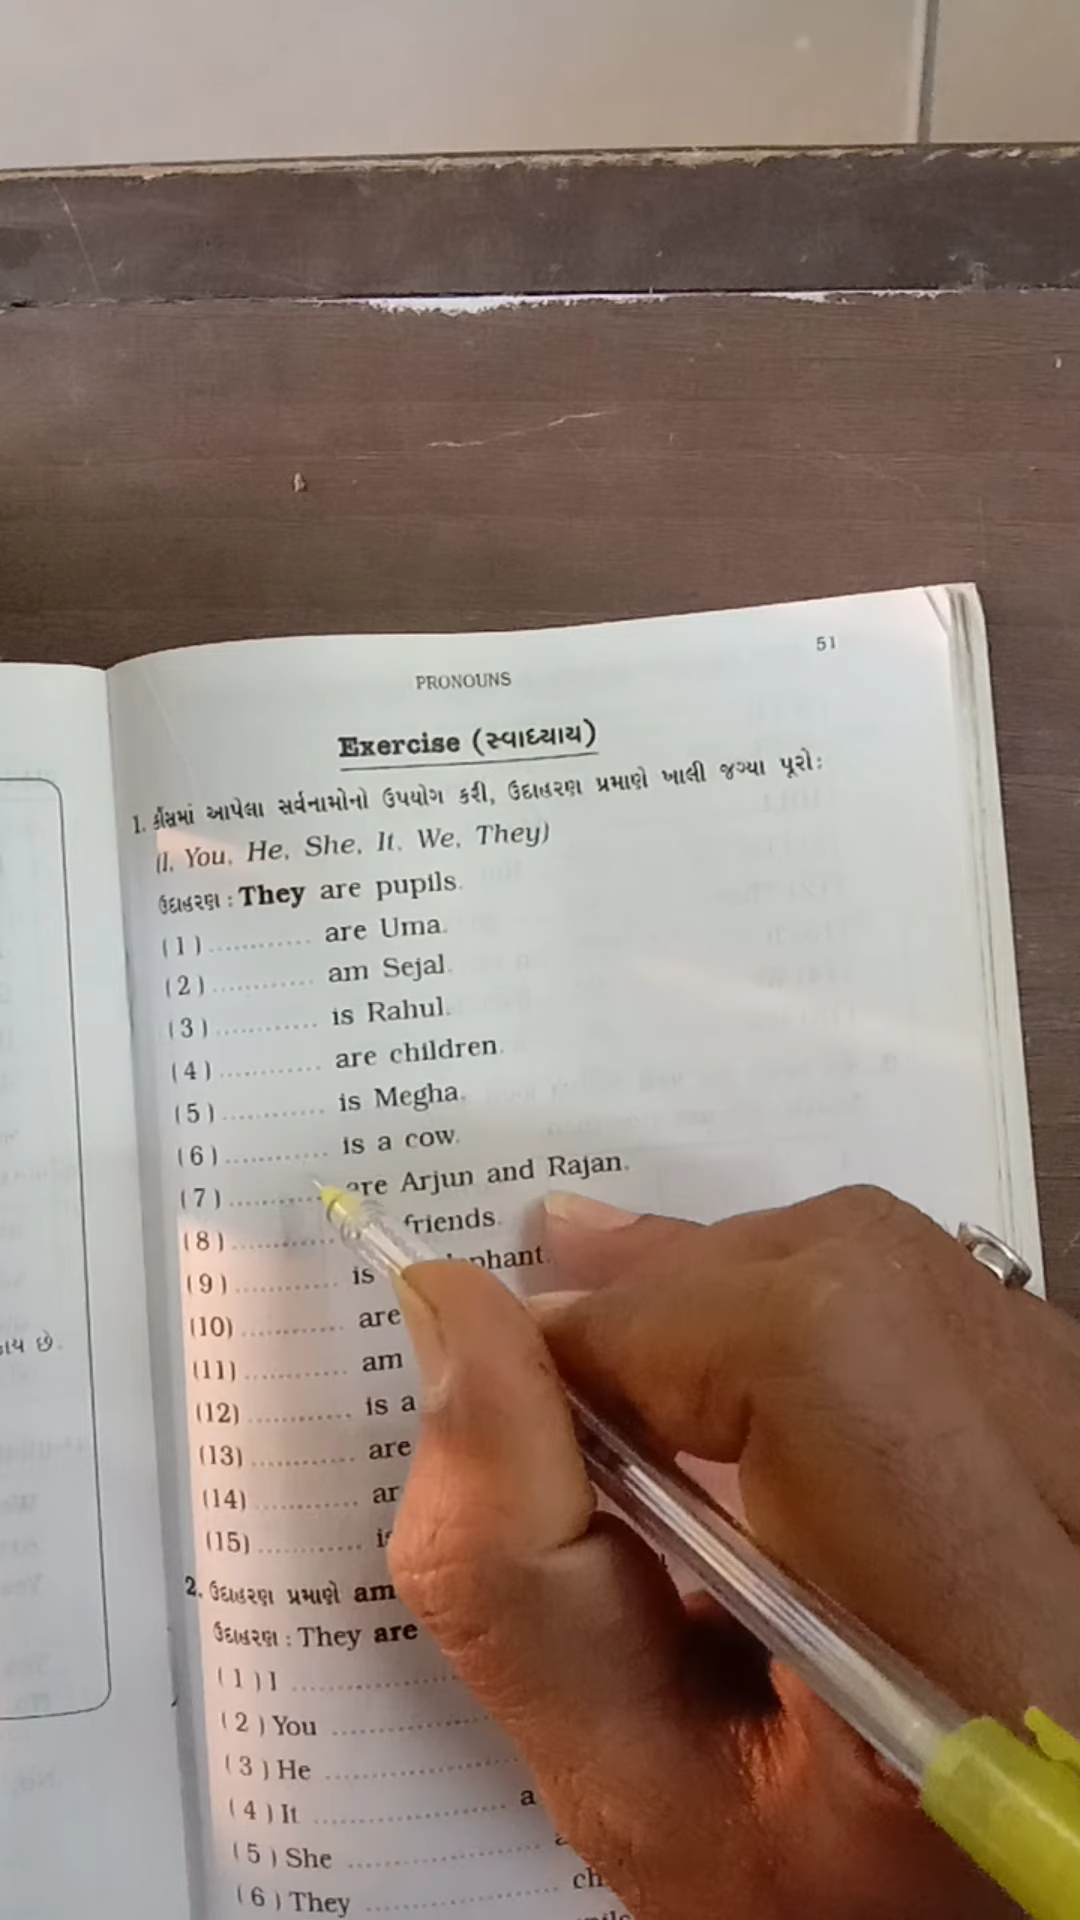 51
PRONOUNS
Exercise (સ્વાધ્યાય)
1. કૌંસમાં આપેલા સર્વનામોનો ઉપયોગ કરી, ઉદાહરણ પ્રમાણે ખાલી જગ્યા પૂરો:
(I, You, He, She, It, We, They)
ઉદાહરણ : They are pupils.
(1) ............ are Uma.
(2) ............ am Sejal.
(3) ............ is Rahul.
(4) ............ are children.
(5) ............ is Megha.
(6) ............ is a cow.
(7) ............ are Arjun and Rajan.
(8) ............ friends.
(9) ............ is
(10) ............ are
(11) ............ am
(12) ............ is a
(13) ............ are
(14) ............
(15) ............
2. ઉદાહરણ પ્રમાણે am
ઉદાહરણ : They are
(1) I ..................
(2) You ..................
(3) He ..................
(4) It .................. a
(5) She ..................
(6) They ..................
છે.